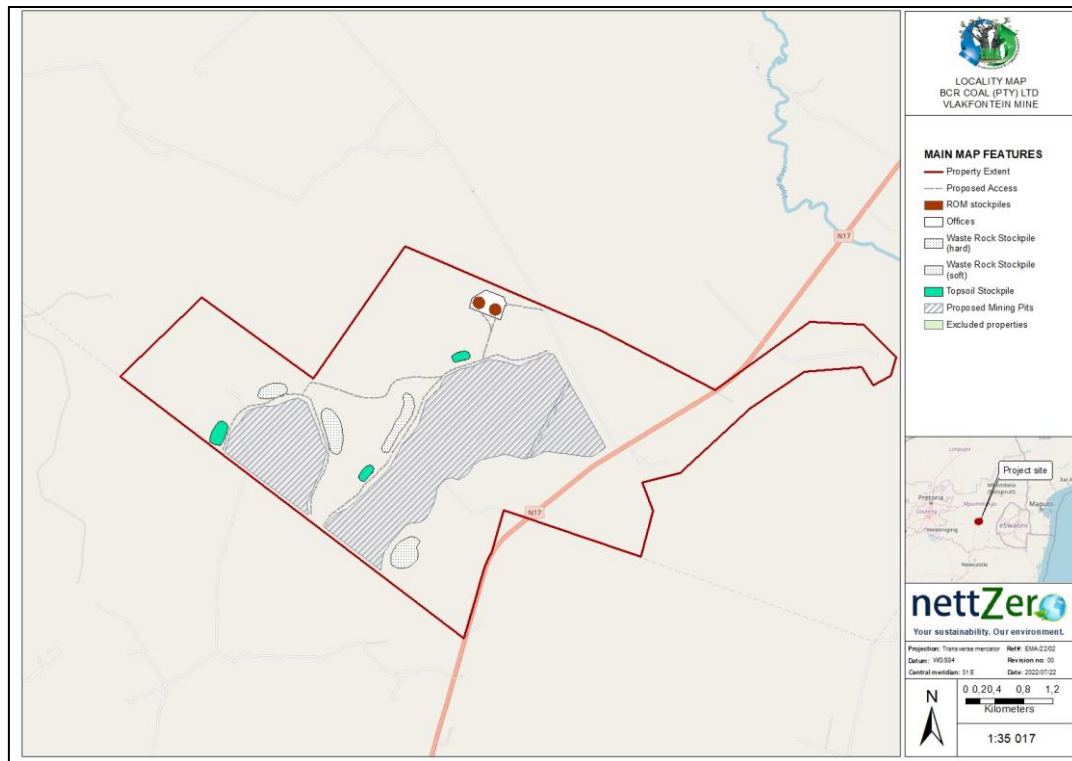 N17
N17
LOCALITY MAP
BCR COAL (PTY) LTD
VLAKFONTEIN MINE
MAIN MAP FEATURES
Property Extent
Proposed Access
ROM stockpiles
Offices
Waste Rock Stockpile
(hard)
Waste Rock Stockpile
(soft)
Topsoil Stockpile
Proposed Mining Pits
Excluded properties
Project site
Pretoria
Maputo
Vereeniging
eSwatini
Newcastle
nettZero
Your sustainability. Our environment.
Projection: Transverse mercator Ref#: EMA/22/02
Datum: WGS84 Revision no: 00
Central meridian: 31 E Date: 2022/07/22
N
0 0,20,4 0,8 1,2
Kilometers
1:35 017